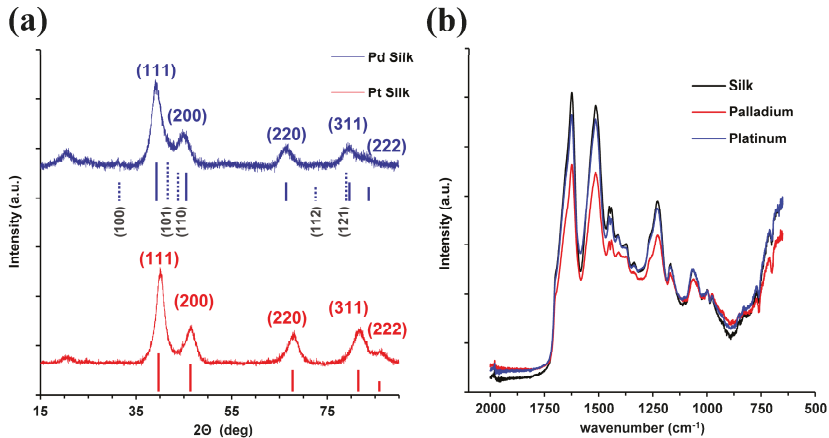 (a)
Pd Silk
Pt Silk
(111)
(200)
(220)
(311)
(222)
(100)
(101)
(110)
(112)
(121)
(111)
(200)
(220)
(311)
(222)
Intensity (a.u.)
Intensity (a.u.)
15 35 55 75
2Θ (deg)
(b)
Silk
Palladium
Platinum
Intensity (a.u.)
2000 1750 1500 1250 1000 750 500
wavenumber (cm⁻¹)